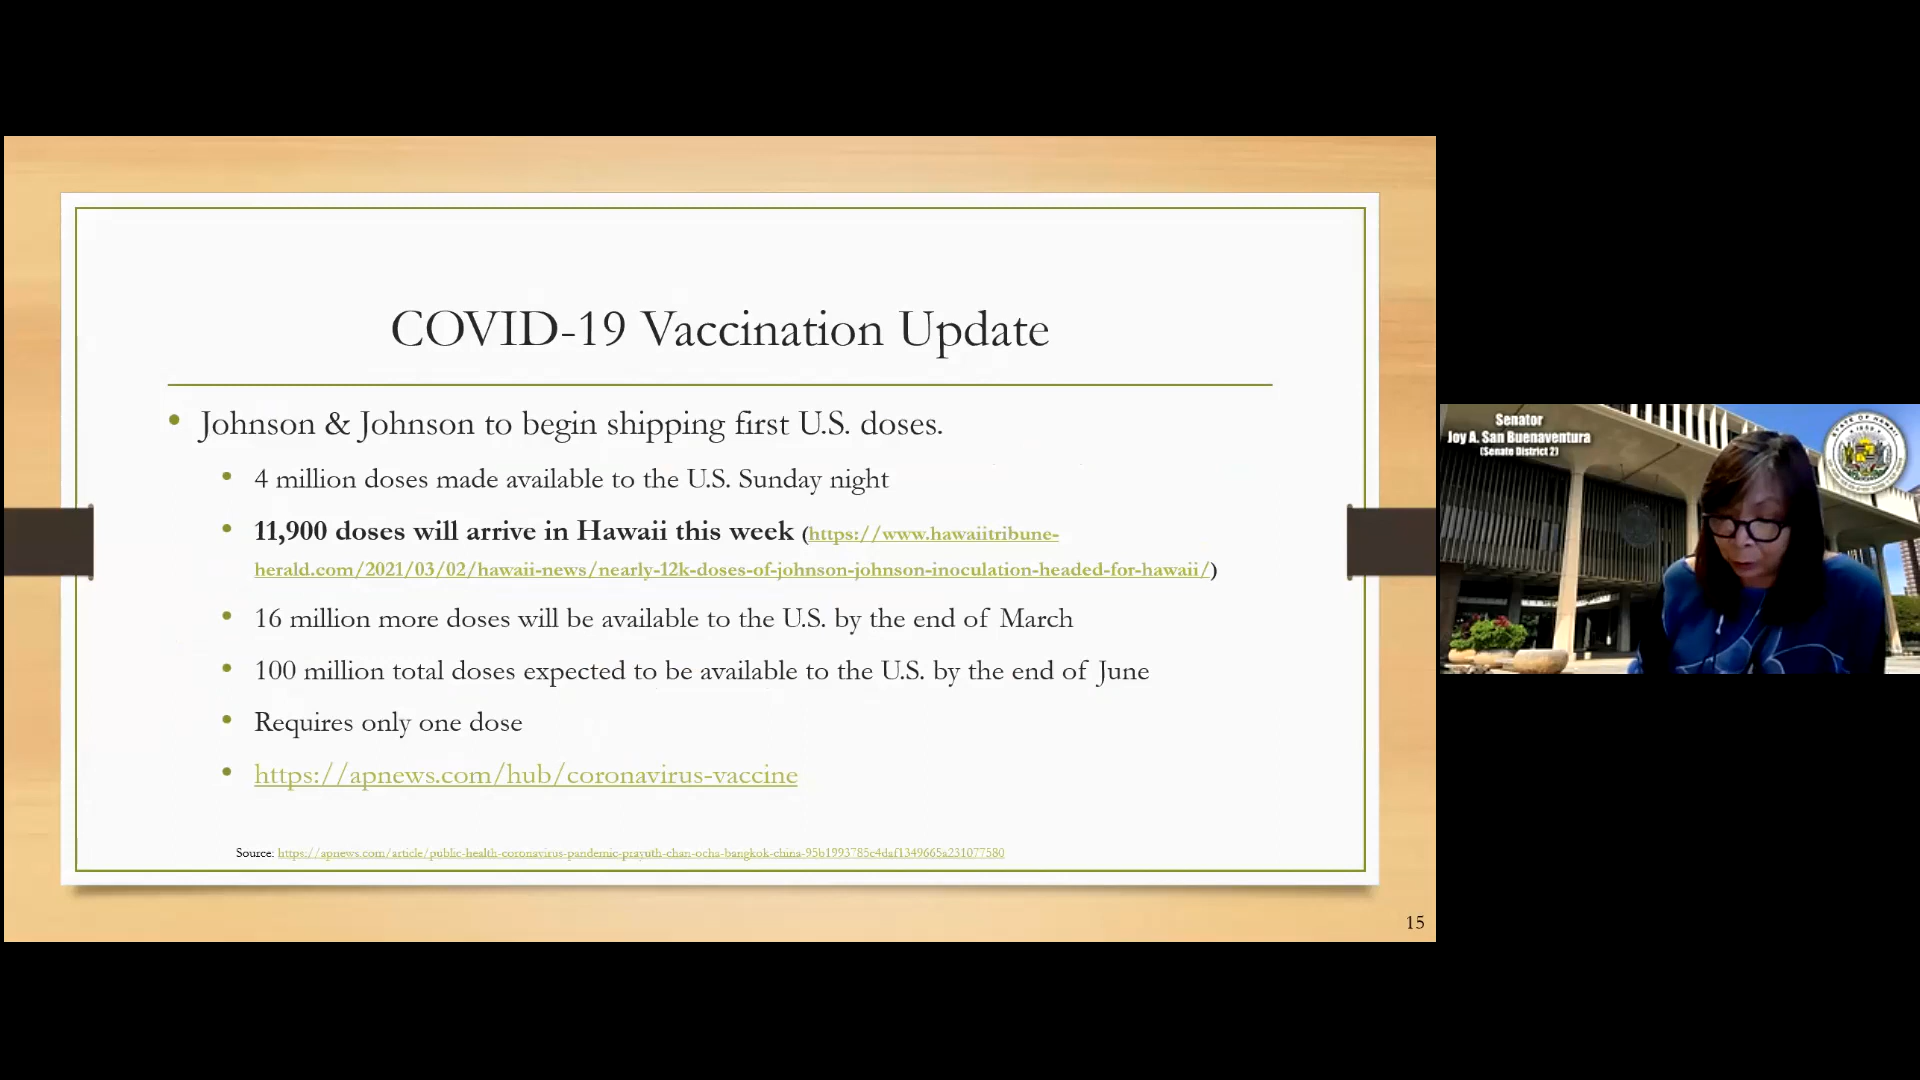 COVID-19 Vaccination Update
• Johnson & Johnson to begin shipping first U.S. doses.
• 4 million doses made available to the U.S. Sunday night
• 11,900 doses will arrive in Hawaii this week (https://www.hawaiitribune-
herald.com/2021/03/02/hawaii-news/nearly-12k-doses-of-johnson-johnson-inoculation-headed-for-hawaii/)
• 16 million more doses will be available to the U.S. by the end of March
• 100 million total doses expected to be available to the U.S. by the end of June
• Requires only one dose
• https://apnews.com/hub/coronavirus-vaccine
Source: https://apnews.com/article/public-health-coronavirus-pandemic-prayuth-chan-ocha-bangkok-china-95b1993785c4daf1349665a231077580
15
Senator
Joy A. San Buenaventura
(Senate District 2)
STATE OF HAWAII
1959